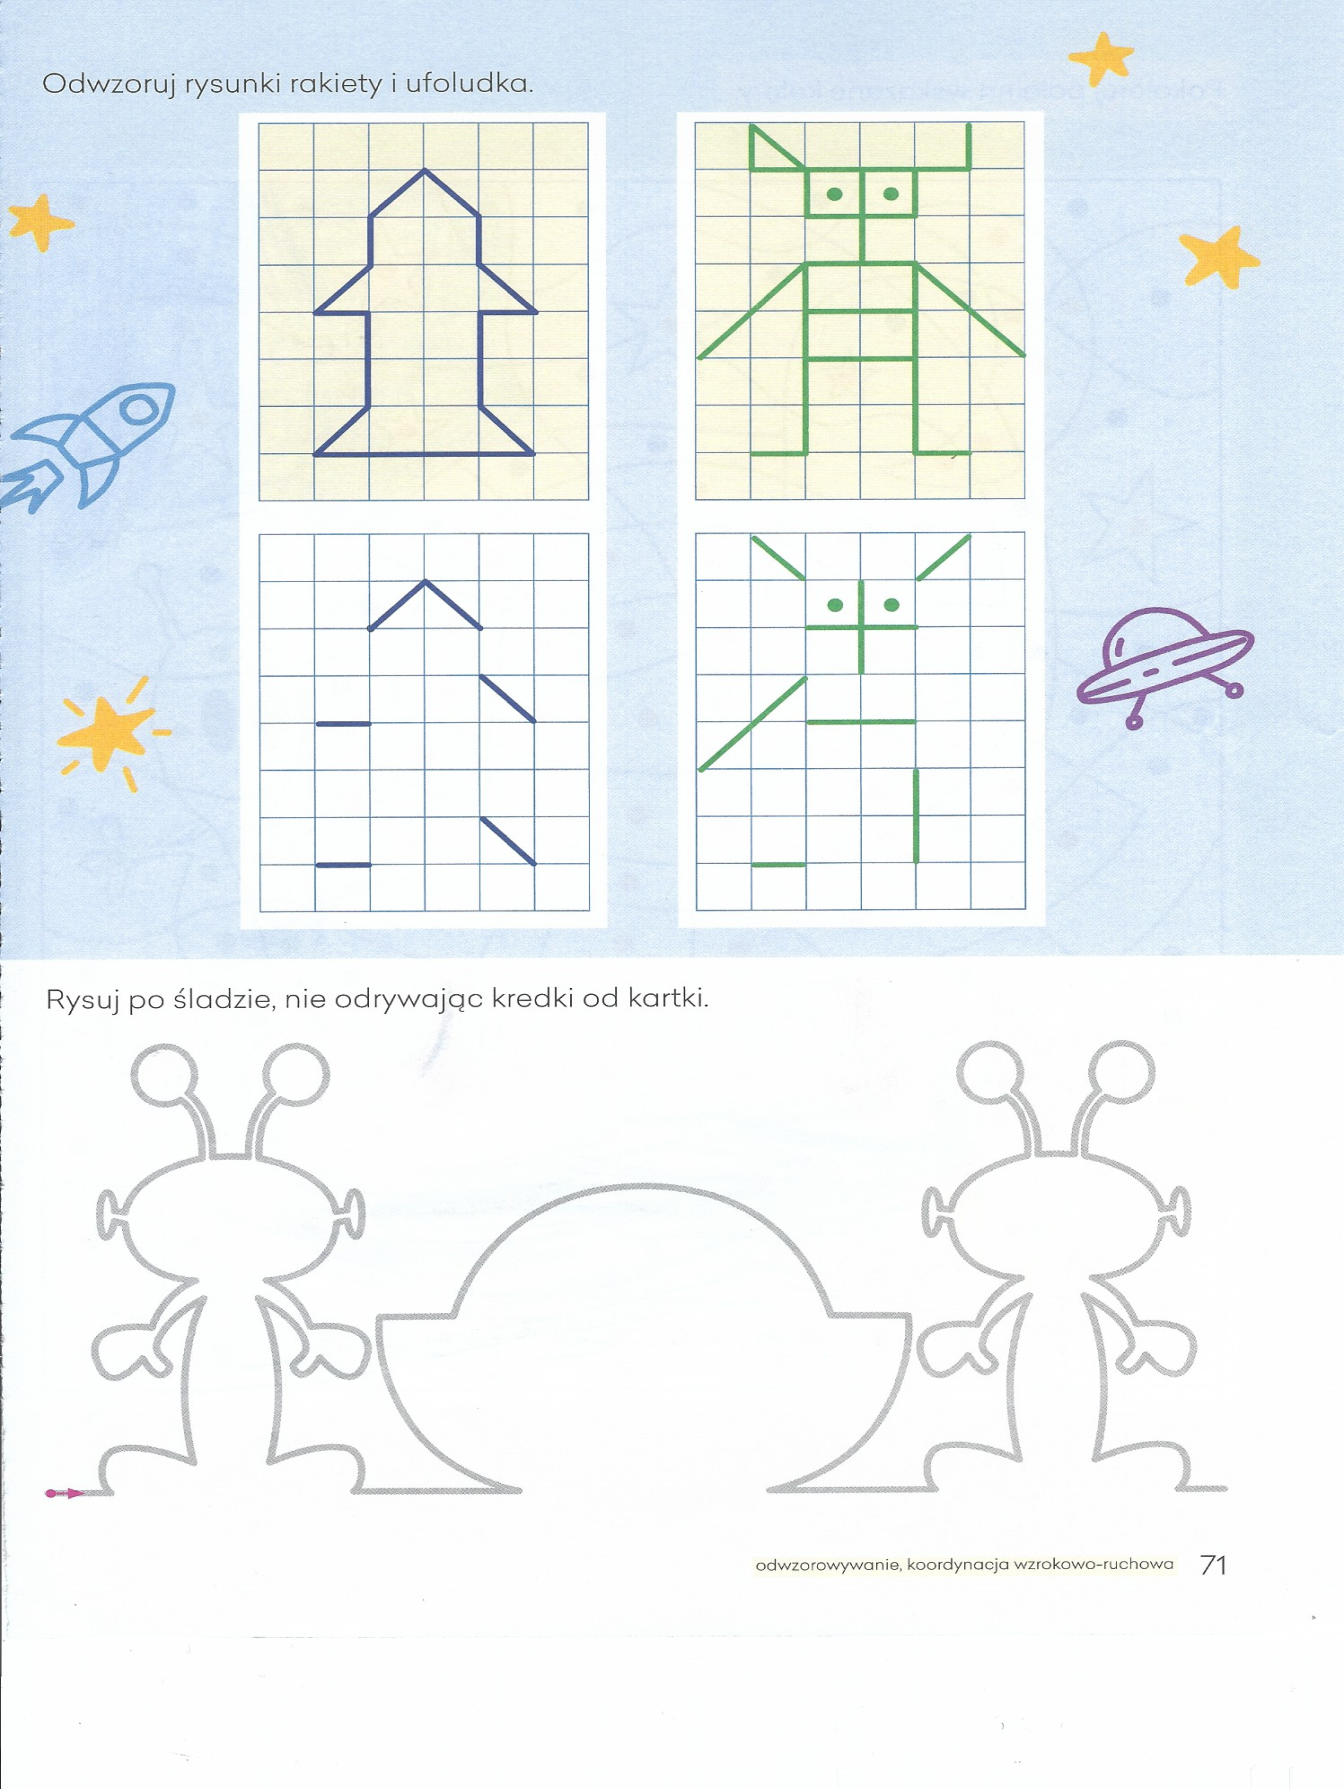 Odwzoruj rysunki rakiety i ufoludka.
Rysuj po śladzie, nie odrywając kredki od kartki.
odwzorowywanie, koordynacja wzrokowo-ruchowa 71